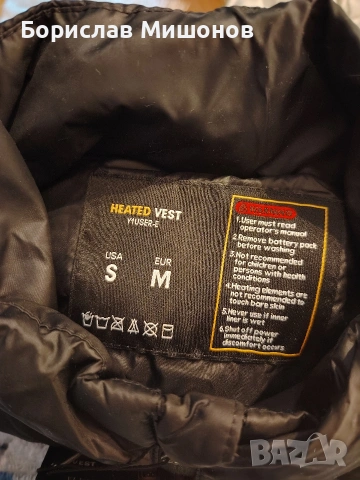 Борислав Мишонов
HEATED VEST
USA
EUR
S
M
1.User must read
operator's manual
2.Remove battery pack
before washing
3.Not recommended
for children or
persons with health
conditions
4.Heating elements are
not recommended to
touch bare skin
5.Never use if inner
liner is wet
6.Shut off power
immediately if
discomfort occurs
BAZAR